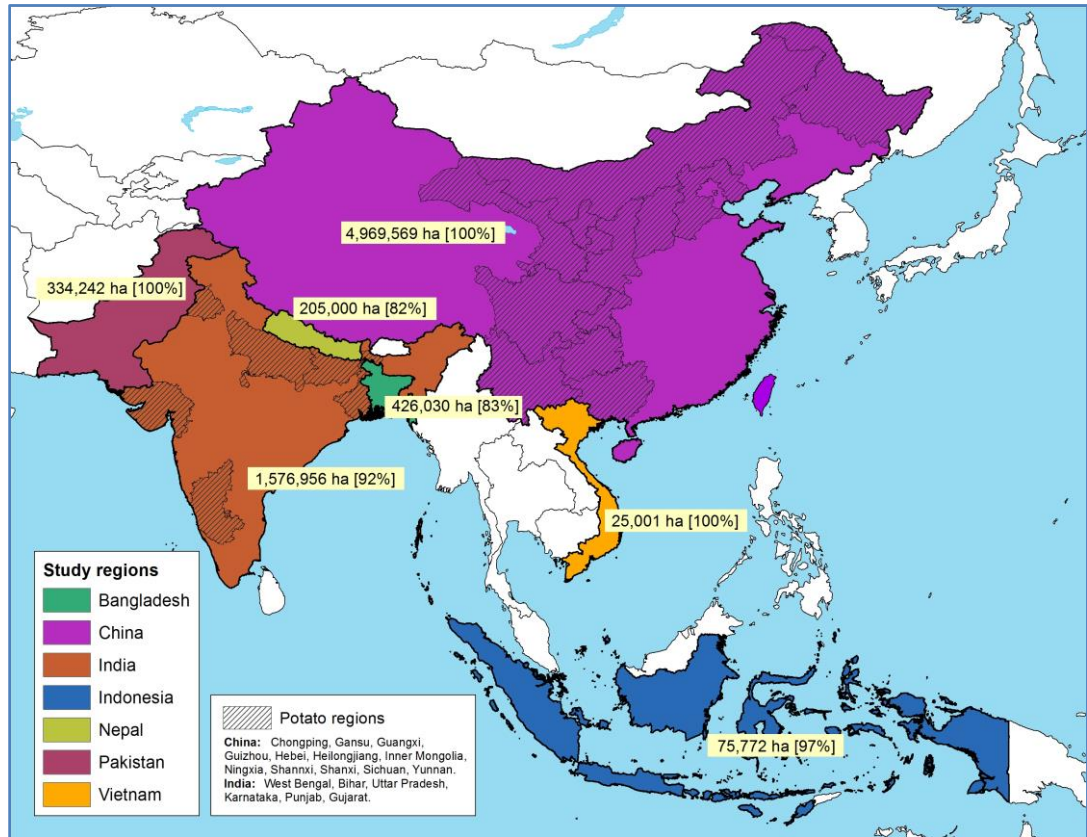 4,969,569 ha [100%]
334,242 ha [100%]
205,000 ha [82%]
426,030 ha [83%]
1,576,956 ha [92%]
25,001 ha [100%]
75,772 ha [97%]
Study regions
Bangladesh
China
India
Indonesia
Nepal
Pakistan
Vietnam
Potato regions
China: Chongping, Gansu, Guangxi,
Guizhou, Hebei, Heilongjiang, Inner Mongolia,
Ningxia, Shannxi, Shanxi, Sichuan, Yunnan.
India: West Bengal, Bihar, Uttar Pradesh,
Karnataka, Punjab, Gujarat.